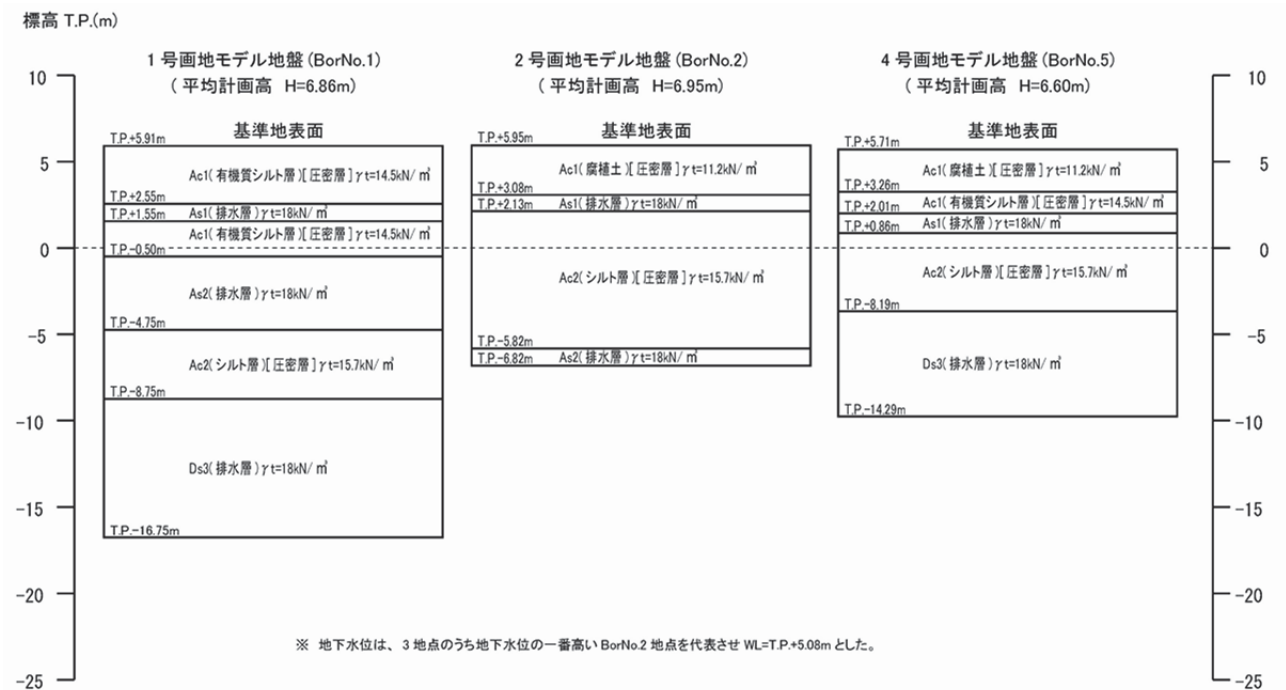 標高 T.P.(m)
1 号画地モデル地盤 (BorNo.1)
( 平均計画高 H=6.86m)
2 号画地モデル地盤 (BorNo.2)
( 平均計画高 H=6.95m)
4 号画地モデル地盤 (BorNo.5)
( 平均計画高 H=6.60m)
10
5
0
-5
-10
-15
-20
-25
基準地表面
T.P.+5.91m
Ac1( 有機質シルト層 )[ 圧密層 ] γt=14.5kN/㎥
T.P.+2.55m
As1( 排水層 ) γt=18kN/㎥
T.P.+1.55m
Ac1( 有機質シルト層 )[ 圧密層 ] γt=14.5kN/㎥
T.P.-0.50m
As2( 排水層 ) γt=18kN/㎥
T.P.-4.75m
Ac2( シルト層 )[ 圧密層 ] γt=15.7kN/㎥
T.P.-8.75m
Ds3( 排水層 ) γt=18kN/㎥
T.P.-16.75m
基準地表面
T.P.+5.95m
Ac1( 腐植土 )[ 圧密層 ] γt=11.2kN/㎥
T.P.+3.08m
As1( 排水層 ) γt=18kN/㎥
T.P.+2.13m
Ac2( シルト層 )[ 圧密層 ] γt=15.7kN/㎥
T.P.-5.82m
As2( 排水層 ) γt=18kN/㎥
T.P.-6.82m
基準地表面
T.P.+5.71m
Ac1( 腐植土 )[ 圧密層 ] γt=11.2kN/㎥
T.P.+3.26m
Ac1( 有機質シルト層 )[ 圧密層 ] γt=14.5kN/㎥
T.P.+2.01m
As1( 排水層 ) γt=18kN/㎥
T.P.+0.86m
Ac2( シルト層 )[ 圧密層 ] γt=15.7kN/㎥
T.P.-8.19m
Ds3( 排水層 ) γt=18kN/㎥
T.P.-14.29m
10
5
0
-5
-10
-15
-20
-25
※ 地下水位は、3 地点のうち地下水位の一番高い BorNo.2 地点を代表させ WL=T.P.+5.08m とした。